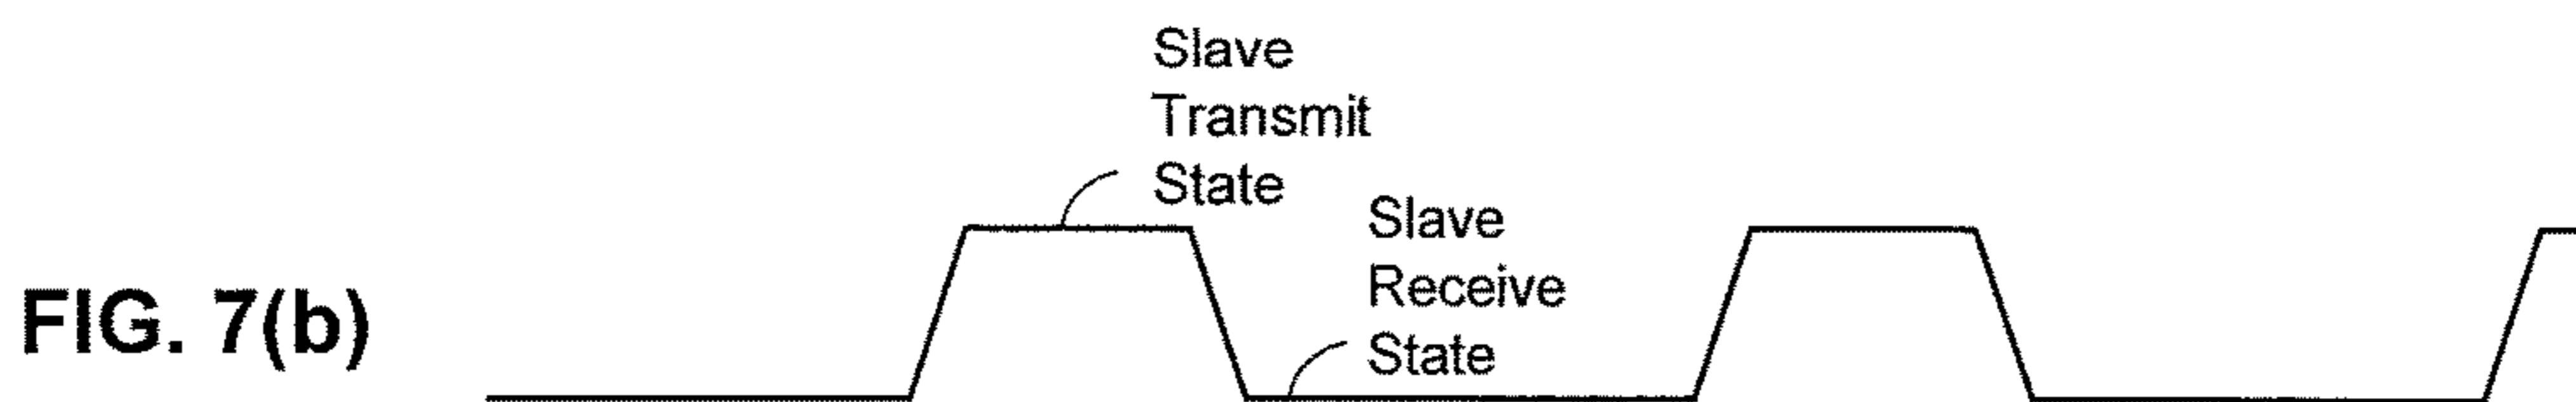 Slave
Transmit
State
Slave
Receive
State
FIG. 7(b)